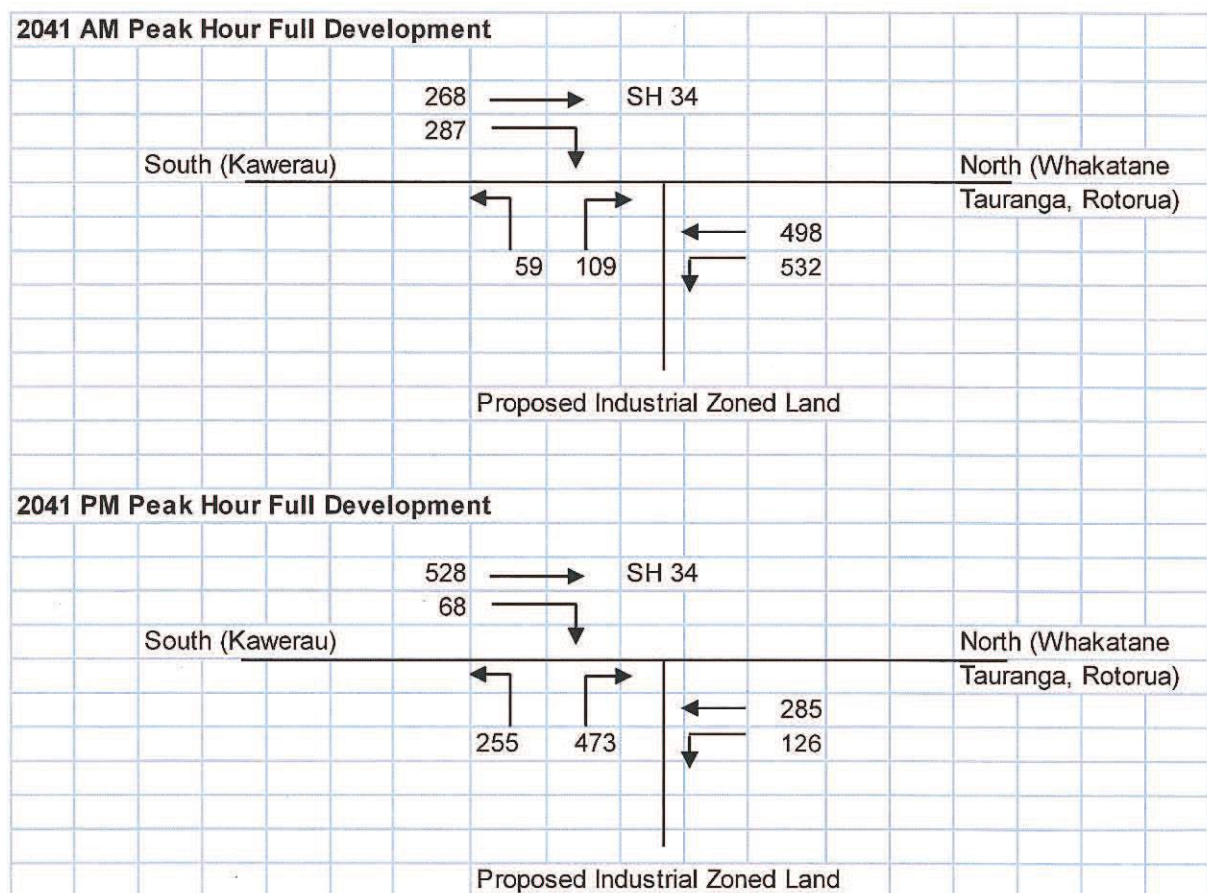 2041 AM Peak Hour Full Development
268 SH 34
287
South (Kawerau) North (Whakatane
Tauranga, Rotorua)
498
59 109 532
Proposed Industrial Zoned Land
2041 PM Peak Hour Full Development
528 SH 34
68
South (Kawerau) North (Whakatane
Tauranga, Rotorua)
285
255 473 126
Proposed Industrial Zoned Land